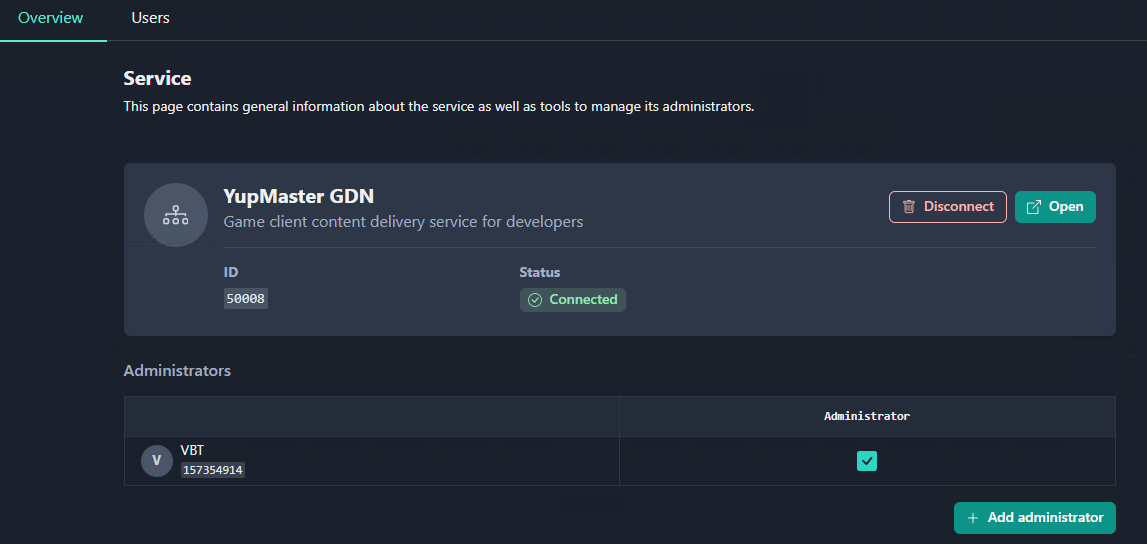 Overview Users
Service
This page contains general information about the service as well as tools to manage its administrators.
YupMaster GDN
Game client content delivery service for developers
Disconnect
Open
ID
Status
50008
Connected
Administrators
Administrator
V
VBT
157354914
+ Add administrator